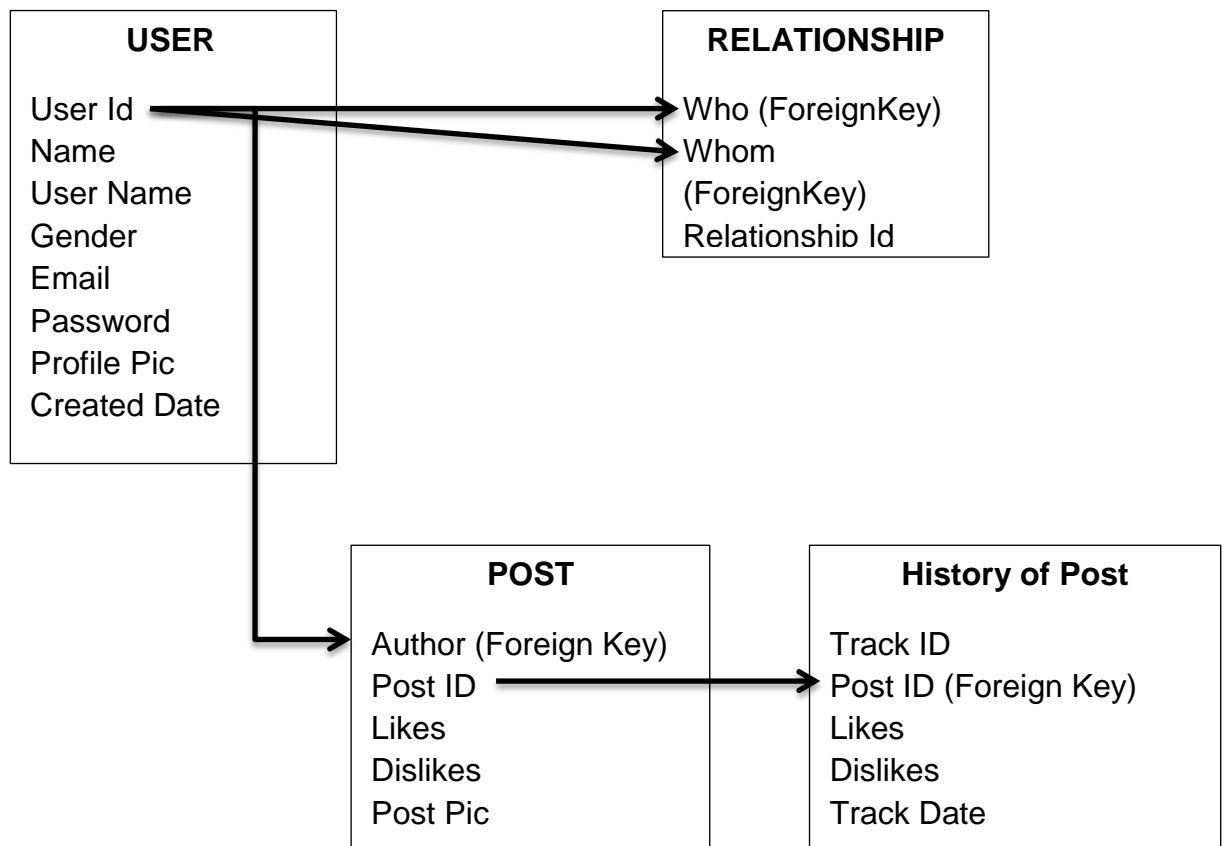 USER
User Id
Name
User Name
Gender
Email
Password
Profile Pic
Created Date
RELATIONSHIP
Who (ForeignKey)
Whom
(ForeignKey)
Relationship Id
POST
Author (Foreign Key)
Post ID
Likes
Dislikes
Post Pic
History of Post
Track ID
Post ID (Foreign Key)
Likes
Dislikes
Track Date